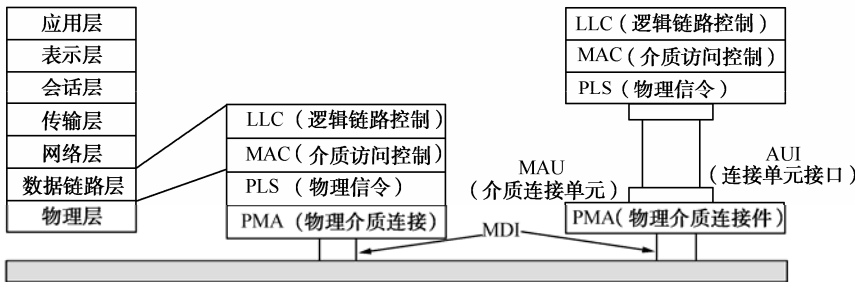 应用层
表示层
会话层
传输层
网络层
数据链路层
物理层
LLC（逻辑链路控制）
MAC（介质访问控制）
PLS（物理信令）
PMA（物理介质连接）
LLC（逻辑链路控制）
MAC（介质访问控制）
PLS（物理信令）
MAU
（介质连接单元）
AUI
（连接单元接口）
PMA（物理介质连接件）
MDI